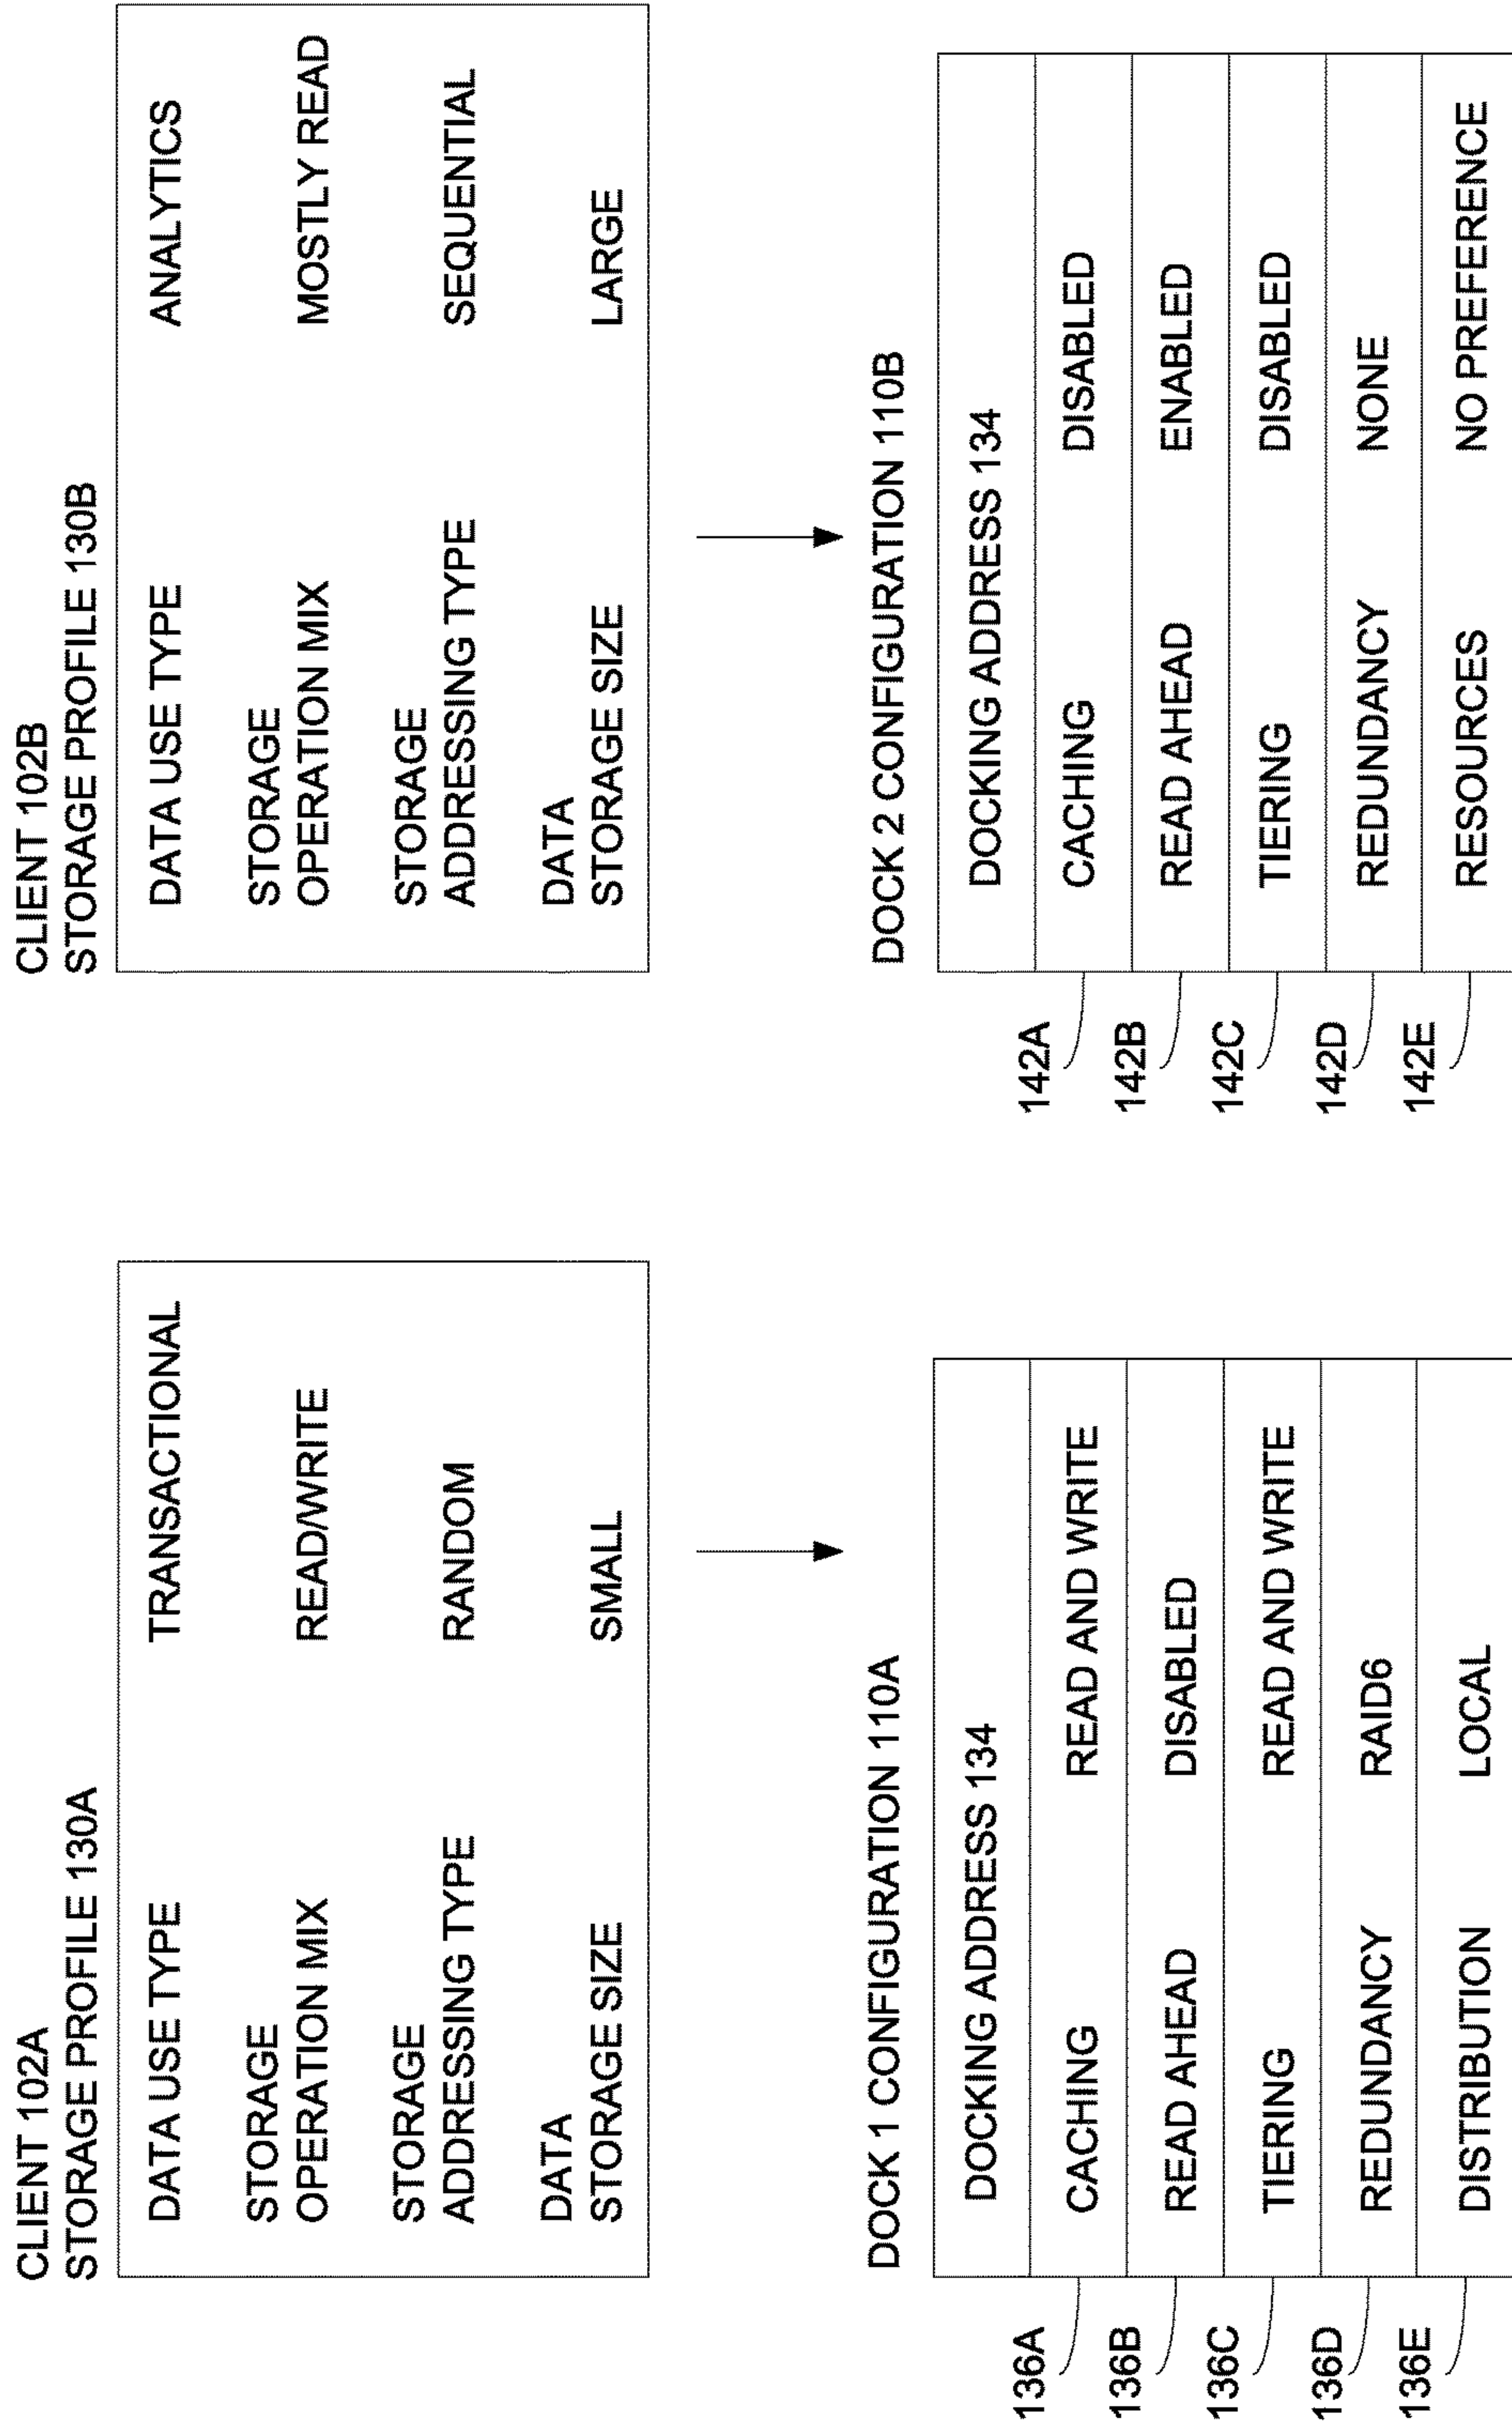 CLIENT 102A
STORAGE PROFILE 130A
DATA USE TYPE TRANSACTIONAL
STORAGE
OPERATION MIX READ/WRITE
STORAGE
ADDRESSING TYPE RANDOM
DATA
STORAGE SIZE SMALL
DOCK 1 CONFIGURATION 110A
DOCKING ADDRESS 134
136A CACHING READ AND WRITE
136B READ AHEAD DISABLED
136C TIERING READ AND WRITE
136D REDUNDANCY RAID6
136E DISTRIBUTION LOCAL
CLIENT 102B
STORAGE PROFILE 130B
DATA USE TYPE ANALYTICS
STORAGE
OPERATION MIX MOSTLY READ
STORAGE
ADDRESSING TYPE SEQUENTIAL
DATA
STORAGE SIZE LARGE
DOCK 2 CONFIGURATION 110B
DOCKING ADDRESS 134
142A CACHING DISABLED
142B READ AHEAD ENABLED
142C TIERING DISABLED
142D REDUNDANCY NONE
142E RESOURCES NO PREFERENCE